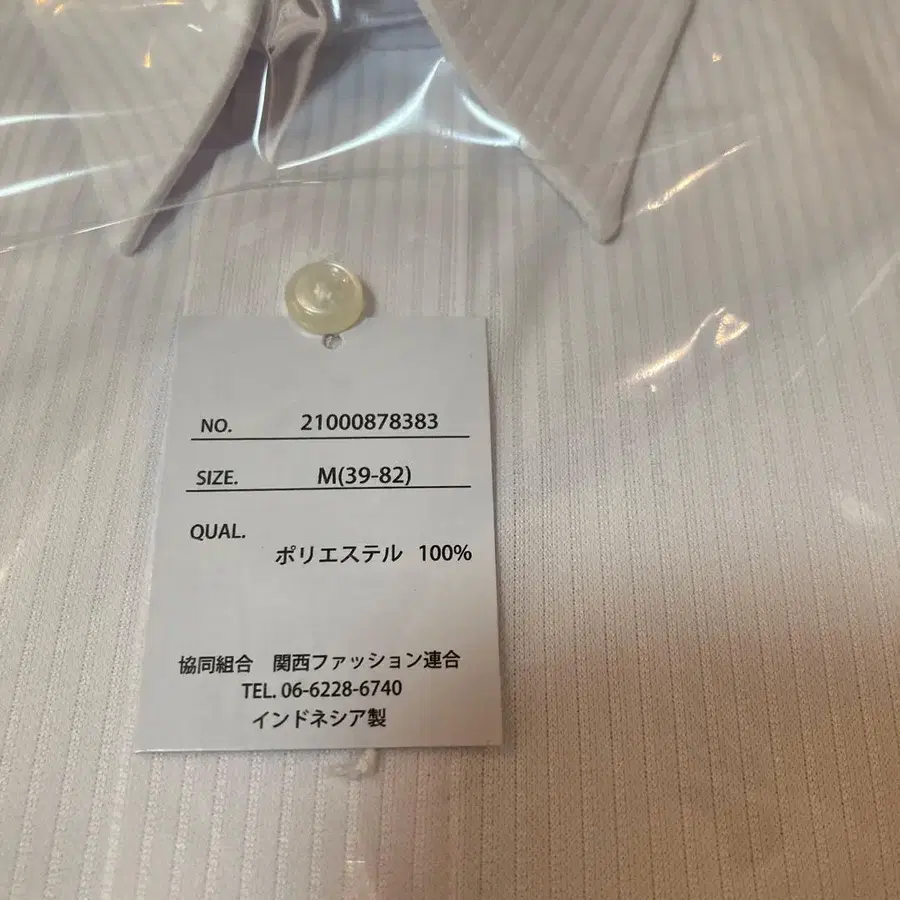 NO. 21000878383
SIZE. M(39-82)
QUAL.
ポリエステル 100%
協同組合 関西ファッション連合
TEL. 06-6228-6740
インドネシア製